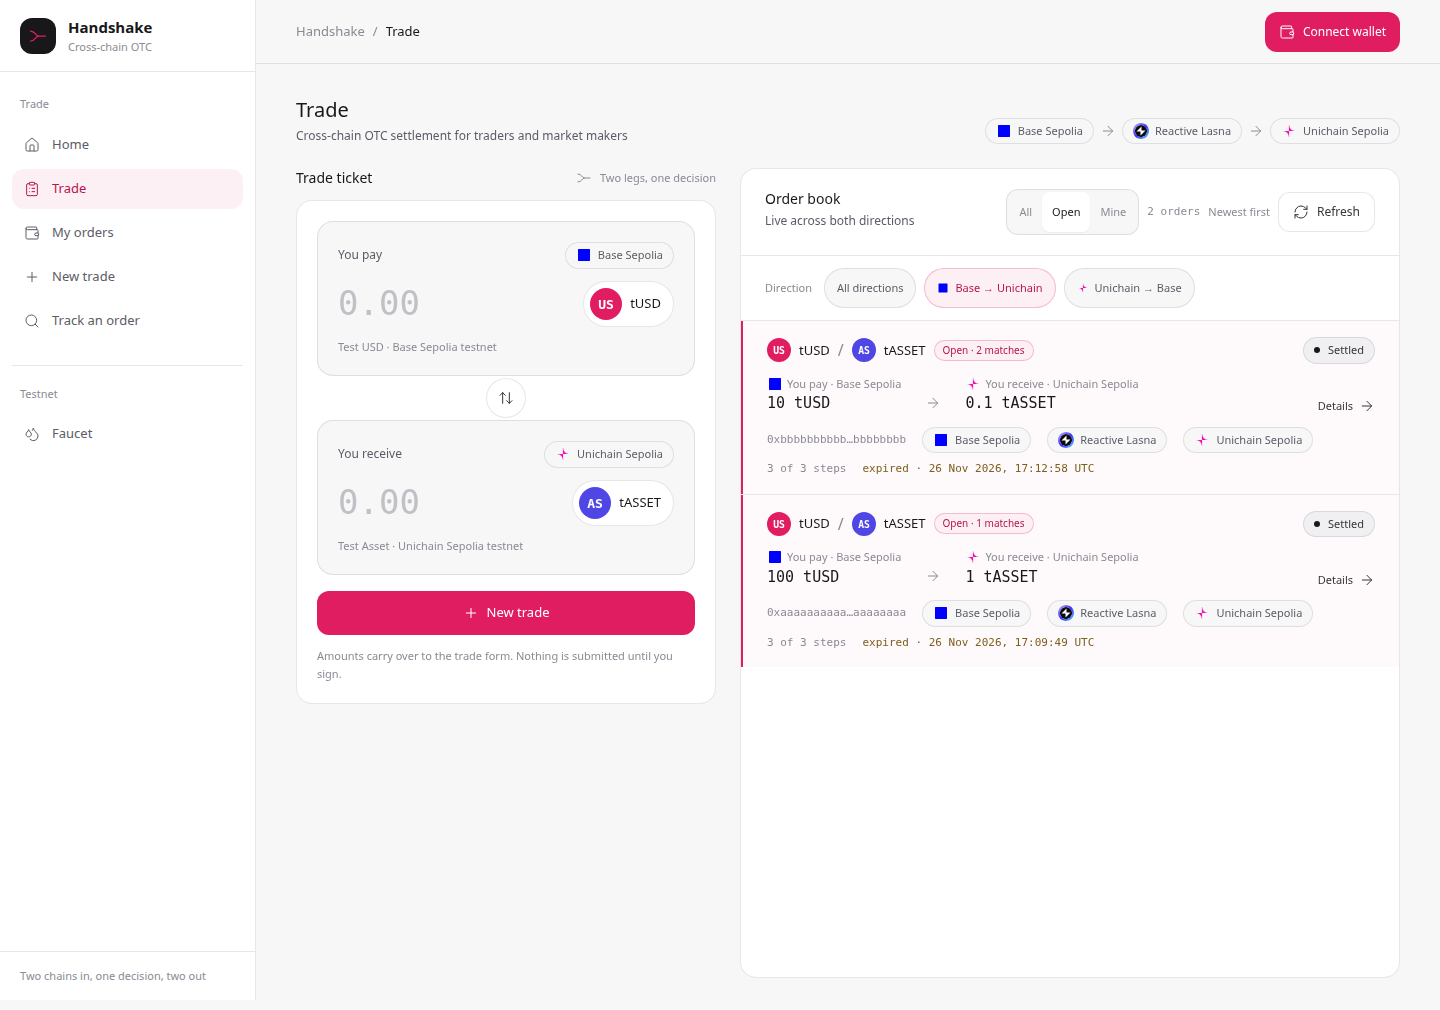 Handshake
Cross-chain OTC
Trade
Home
Trade
My orders
New trade
Track an order
Testnet
Faucet
Two chains in, one decision, two out
Handshake / Trade
Connect wallet
Trade
Cross-chain OTC settlement for traders and market makers
Base Sepolia → Reactive Lasna → Unichain Sepolia
Trade ticket
Two legs, one decision
You pay
Base Sepolia
0.00
US tUSD
Test USD · Base Sepolia testnet
You receive
Unichain Sepolia
0.00
AS tASSET
Test Asset · Unichain Sepolia testnet
New trade
Amounts carry over to the trade form. Nothing is submitted until you
sign.
Order book
Live across both directions
All Open Mine
2 orders Newest first
Refresh
Direction All directions Base → Unichain Unichain → Base
US tUSD / AS tASSET Open · 2 matches Settled
You pay · Base Sepolia You receive · Unichain Sepolia
10 tUSD → 0.1 tASSET Details →
0xbbbbbbbbbb…bbbbbbbb Base Sepolia Reactive Lasna Unichain Sepolia
3 of 3 steps expired · 26 Nov 2026, 17:12:58 UTC
US tUSD / AS tASSET Open · 1 matches Settled
You pay · Base Sepolia You receive · Unichain Sepolia
100 tUSD → 1 tASSET Details →
0xaaaaaaaaaa…aaaaaaaa Base Sepolia Reactive Lasna Unichain Sepolia
3 of 3 steps expired · 26 Nov 2026, 17:09:49 UTC